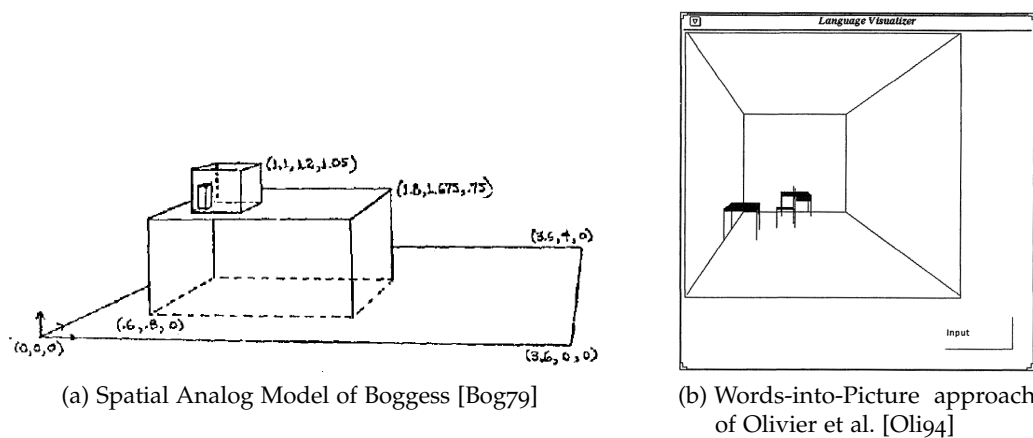 Language Visualizer
(1.1,1.2,1.05)
(1.8,1.675,.75)
(3.5,4,0)
(.6,.8,0)
(0,0,0)
(3.6,0,0)
Input
(a) Spatial Analog Model of Boggess [Bog79]
(b) Words-into-Picture approach
of Olivier et al. [Oli94]